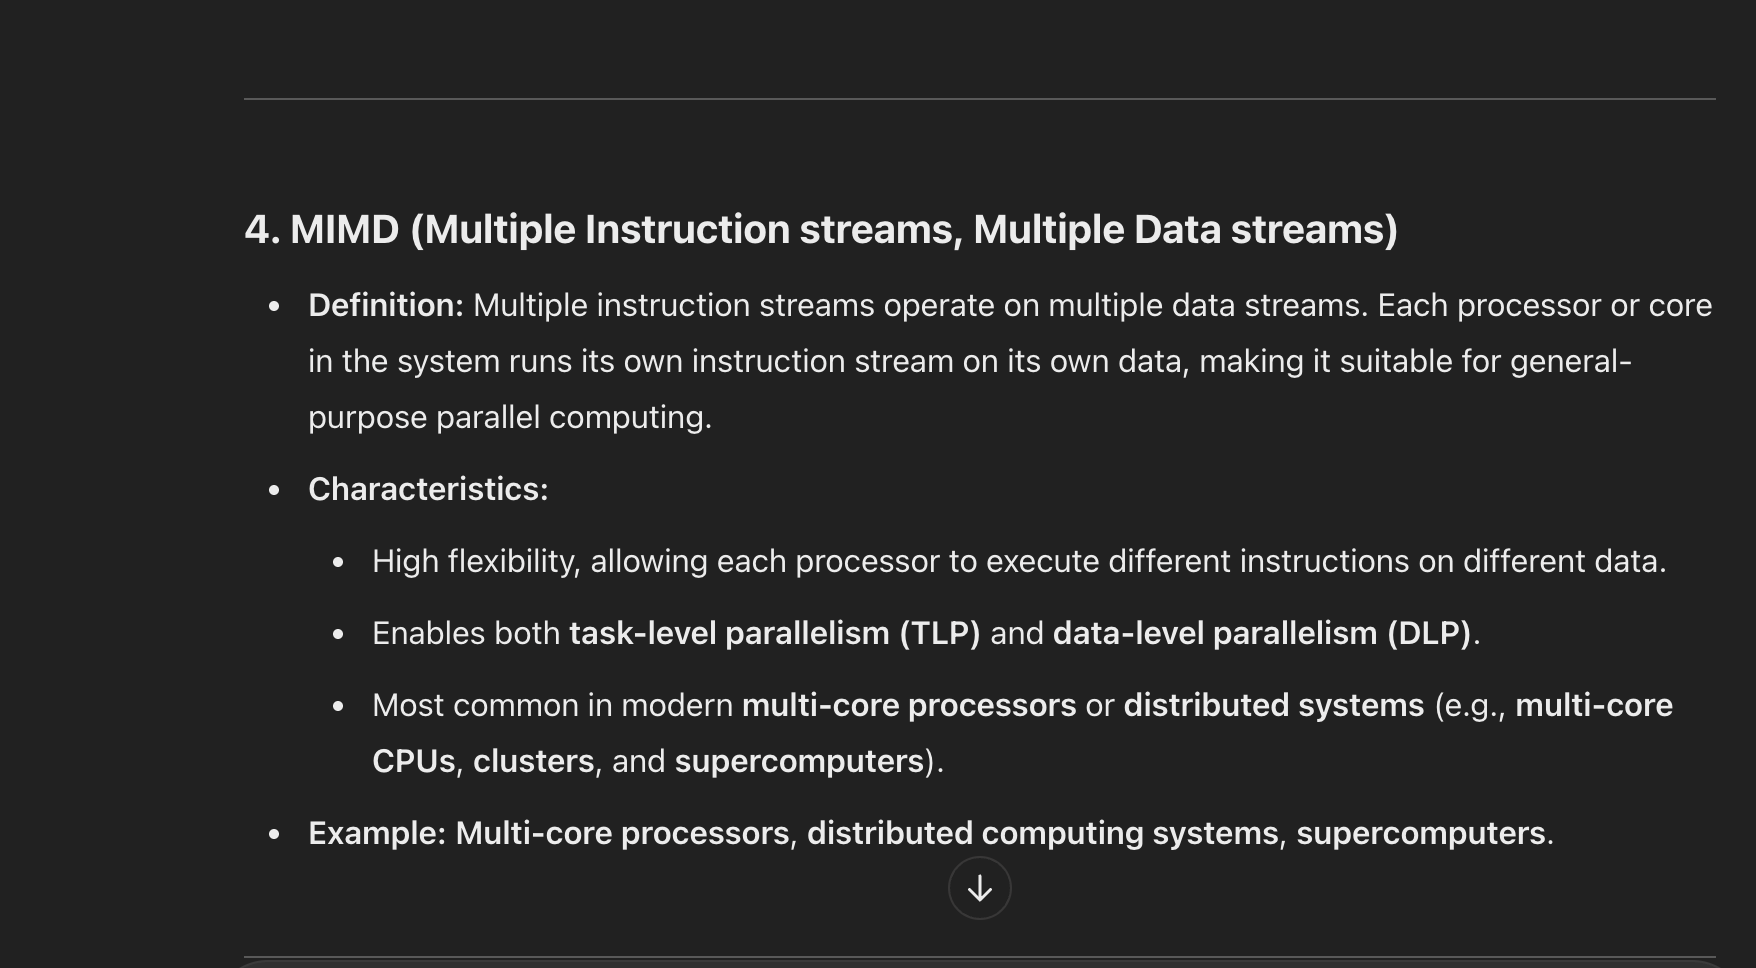 4. MIMD (Multiple Instruction streams, Multiple Data streams)
• Definition: Multiple instruction streams operate on multiple data streams. Each processor or core
in the system runs its own instruction stream on its own data, making it suitable for general-
purpose parallel computing.
• Characteristics:
• High flexibility, allowing each processor to execute different instructions on different data.
• Enables both task-level parallelism (TLP) and data-level parallelism (DLP).
• Most common in modern multi-core processors or distributed systems (e.g., multi-core
CPUs, clusters, and supercomputers).
• Example: Multi-core processors, distributed computing systems, supercomputers.